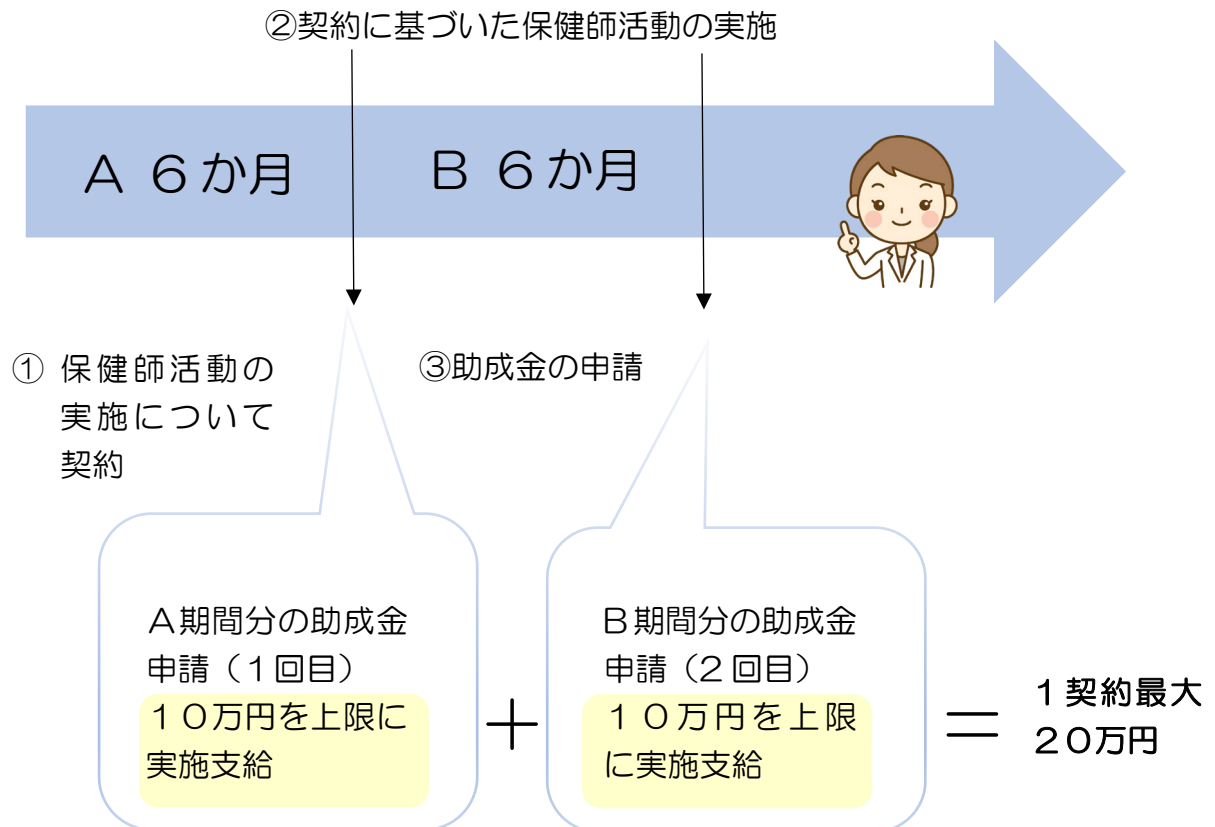 ②契約に基づいた保健師活動の実施
A ６か月
B ６か月
① 保健師活動の
実施について
契約
③助成金の申請
A期間分の助成金
申請（１回目）
１０万円を上限に
実施支給
＋
B期間分の助成金
申請（２回目）
１０万円を上限
に実施支給
＝
１契約最大
２０万円